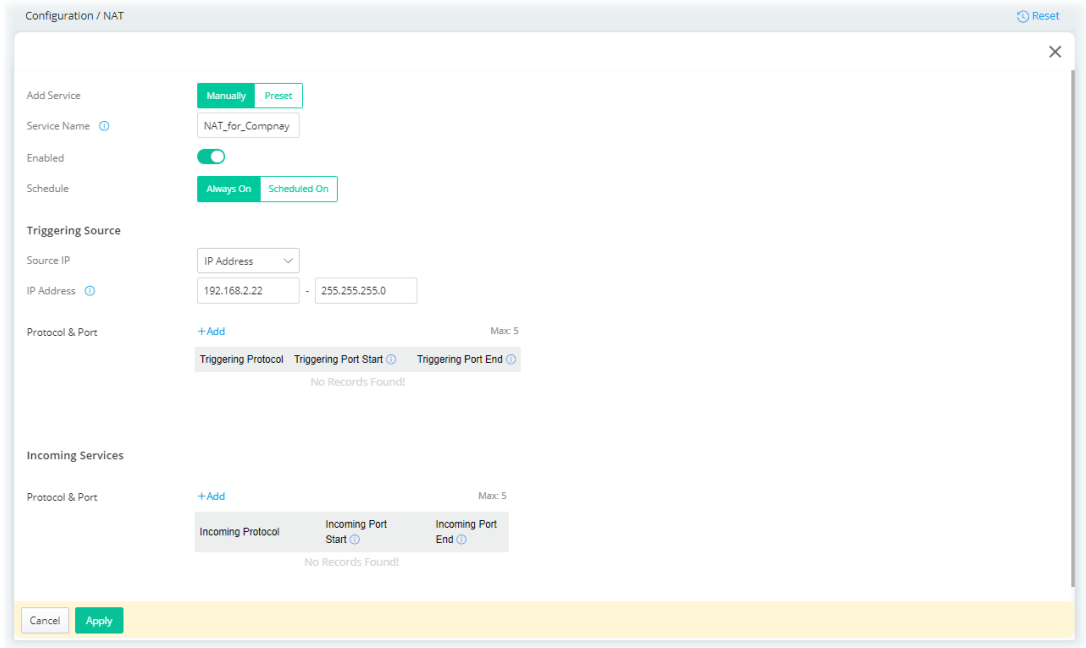 Configuration / NAT
Reset
Add Service
Manually
Preset
Service Name
NAT_for_Compnay
Enabled
Schedule
Always On
Scheduled On
Triggering Source
Source IP
IP Address
IP Address
192.168.2.22
-
255.255.255.0
Protocol & Port
+Add
Max: 5
Triggering Protocol
Triggering Port Start
Triggering Port End
No Records Found!
Incoming Services
Protocol & Port
+Add
Max: 5
Incoming Protocol
Incoming Port
Start
Incoming Port
End
No Records Found!
Cancel
Apply